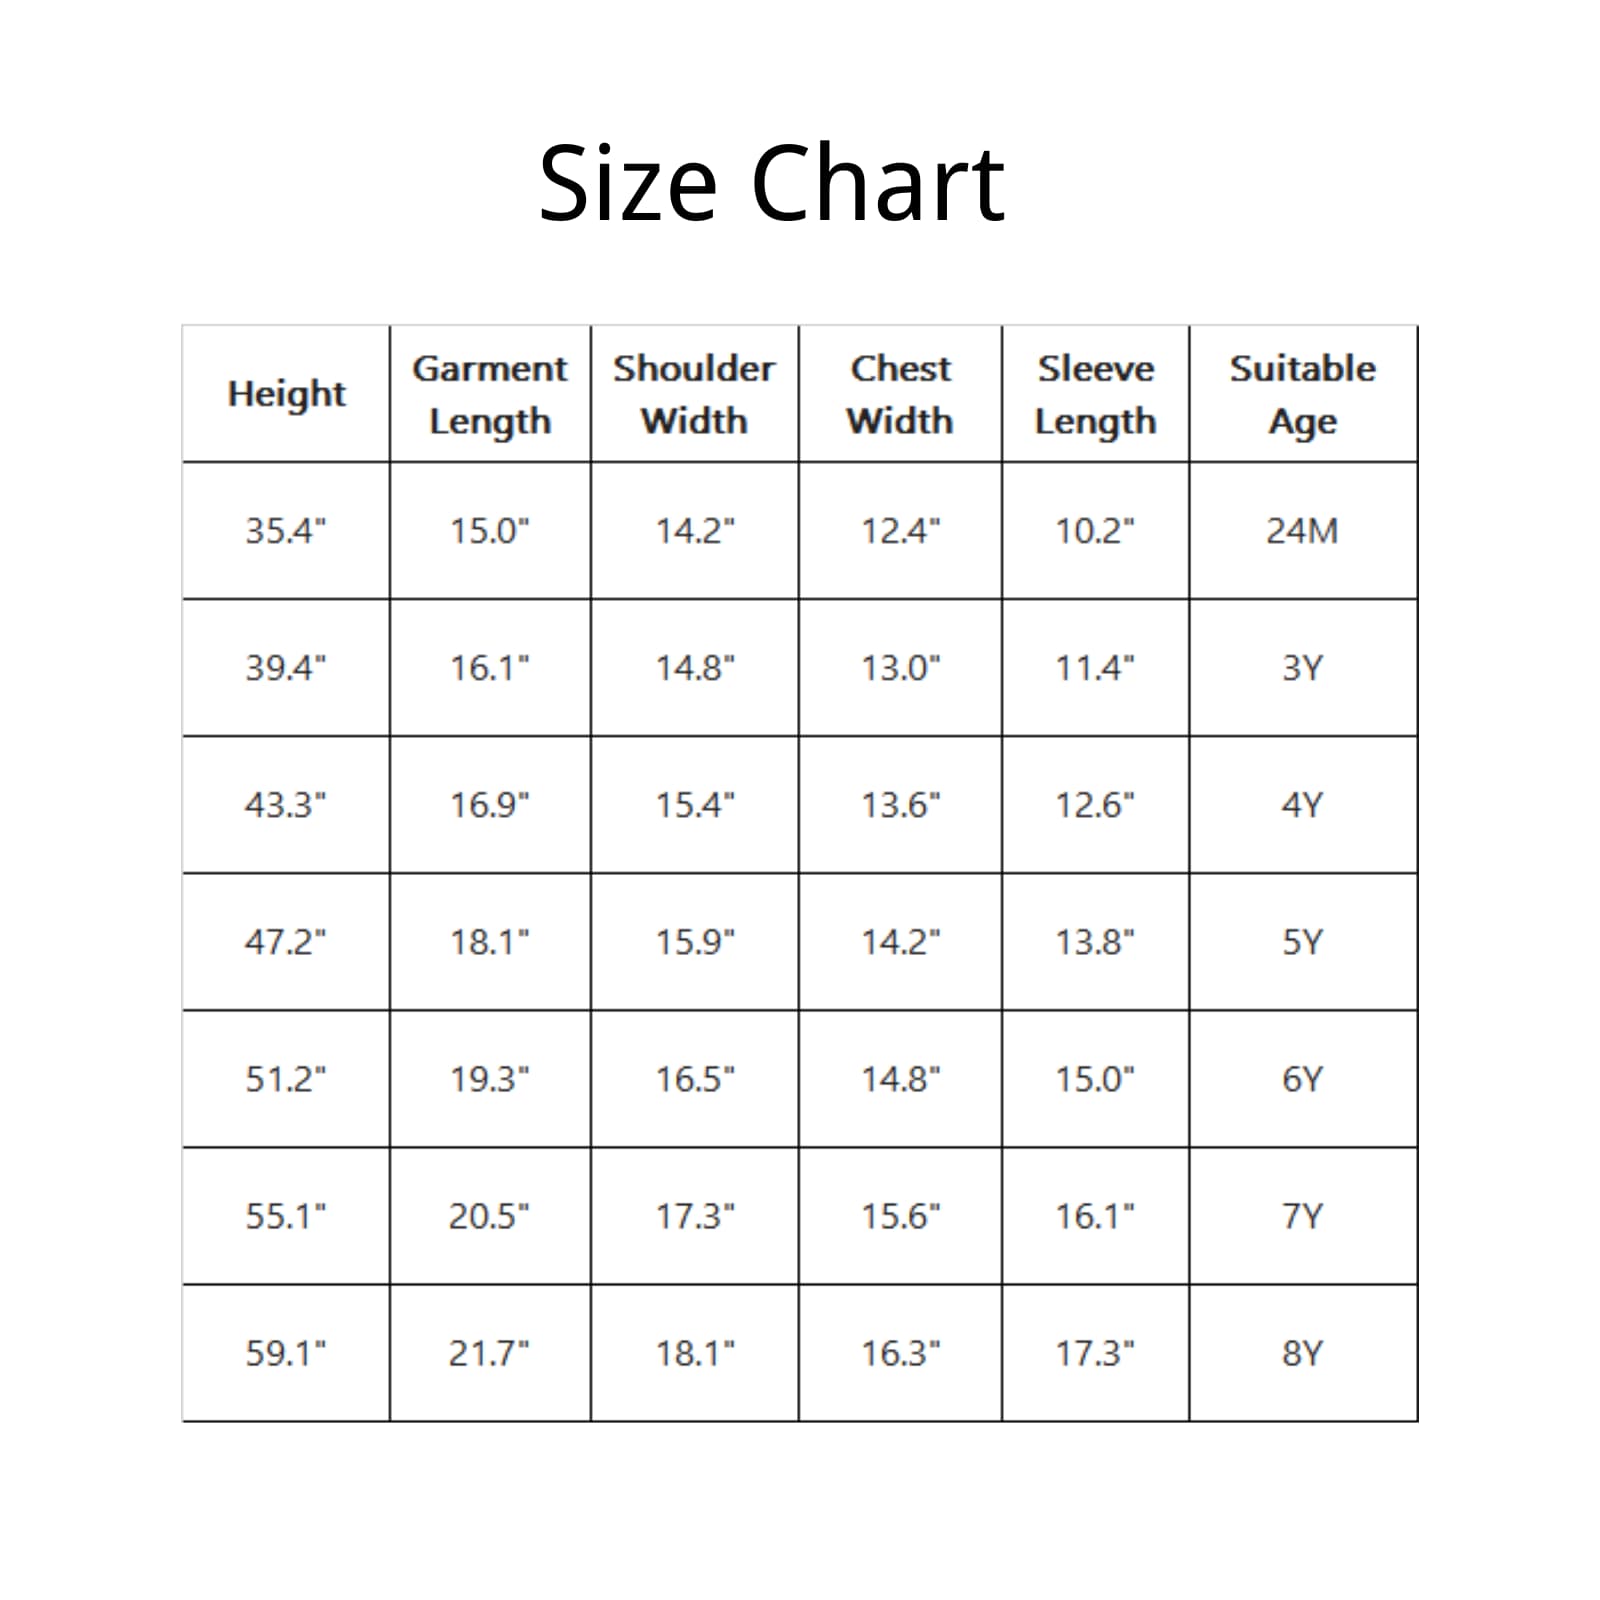 Size Chart
Height Garment Length Shoulder Width Chest Width Sleeve Length Suitable Age
35.4" 15.0" 14.2" 12.4" 10.2" 24M
39.4" 16.1" 14.8" 13.0" 11.4" 3Y
43.3" 16.9" 15.4" 13.6" 12.6" 4Y
47.2" 18.1" 15.9" 14.2" 13.8" 5Y
51.2" 19.3" 16.5" 14.8" 15.0" 6Y
55.1" 20.5" 17.3" 15.6" 16.1" 7Y
59.1" 21.7" 18.1" 16.3" 17.3" 8Y